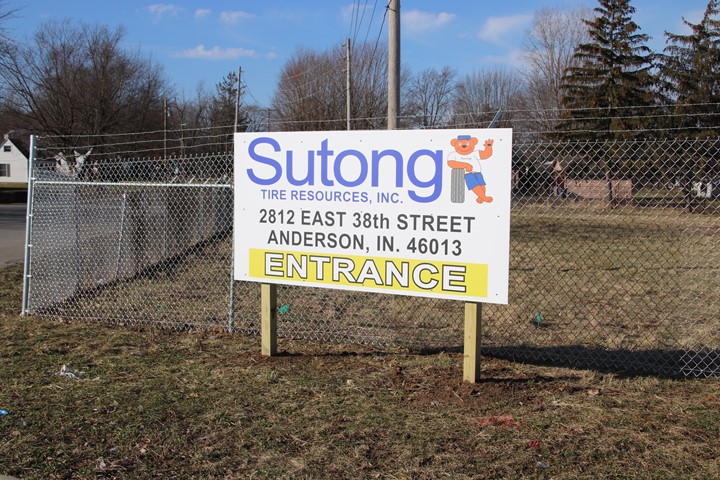 Sutong
TIRE RESOURCES, INC.
2812 EAST 38th STREET
ANDERSON, IN. 46013
ENTRANCE